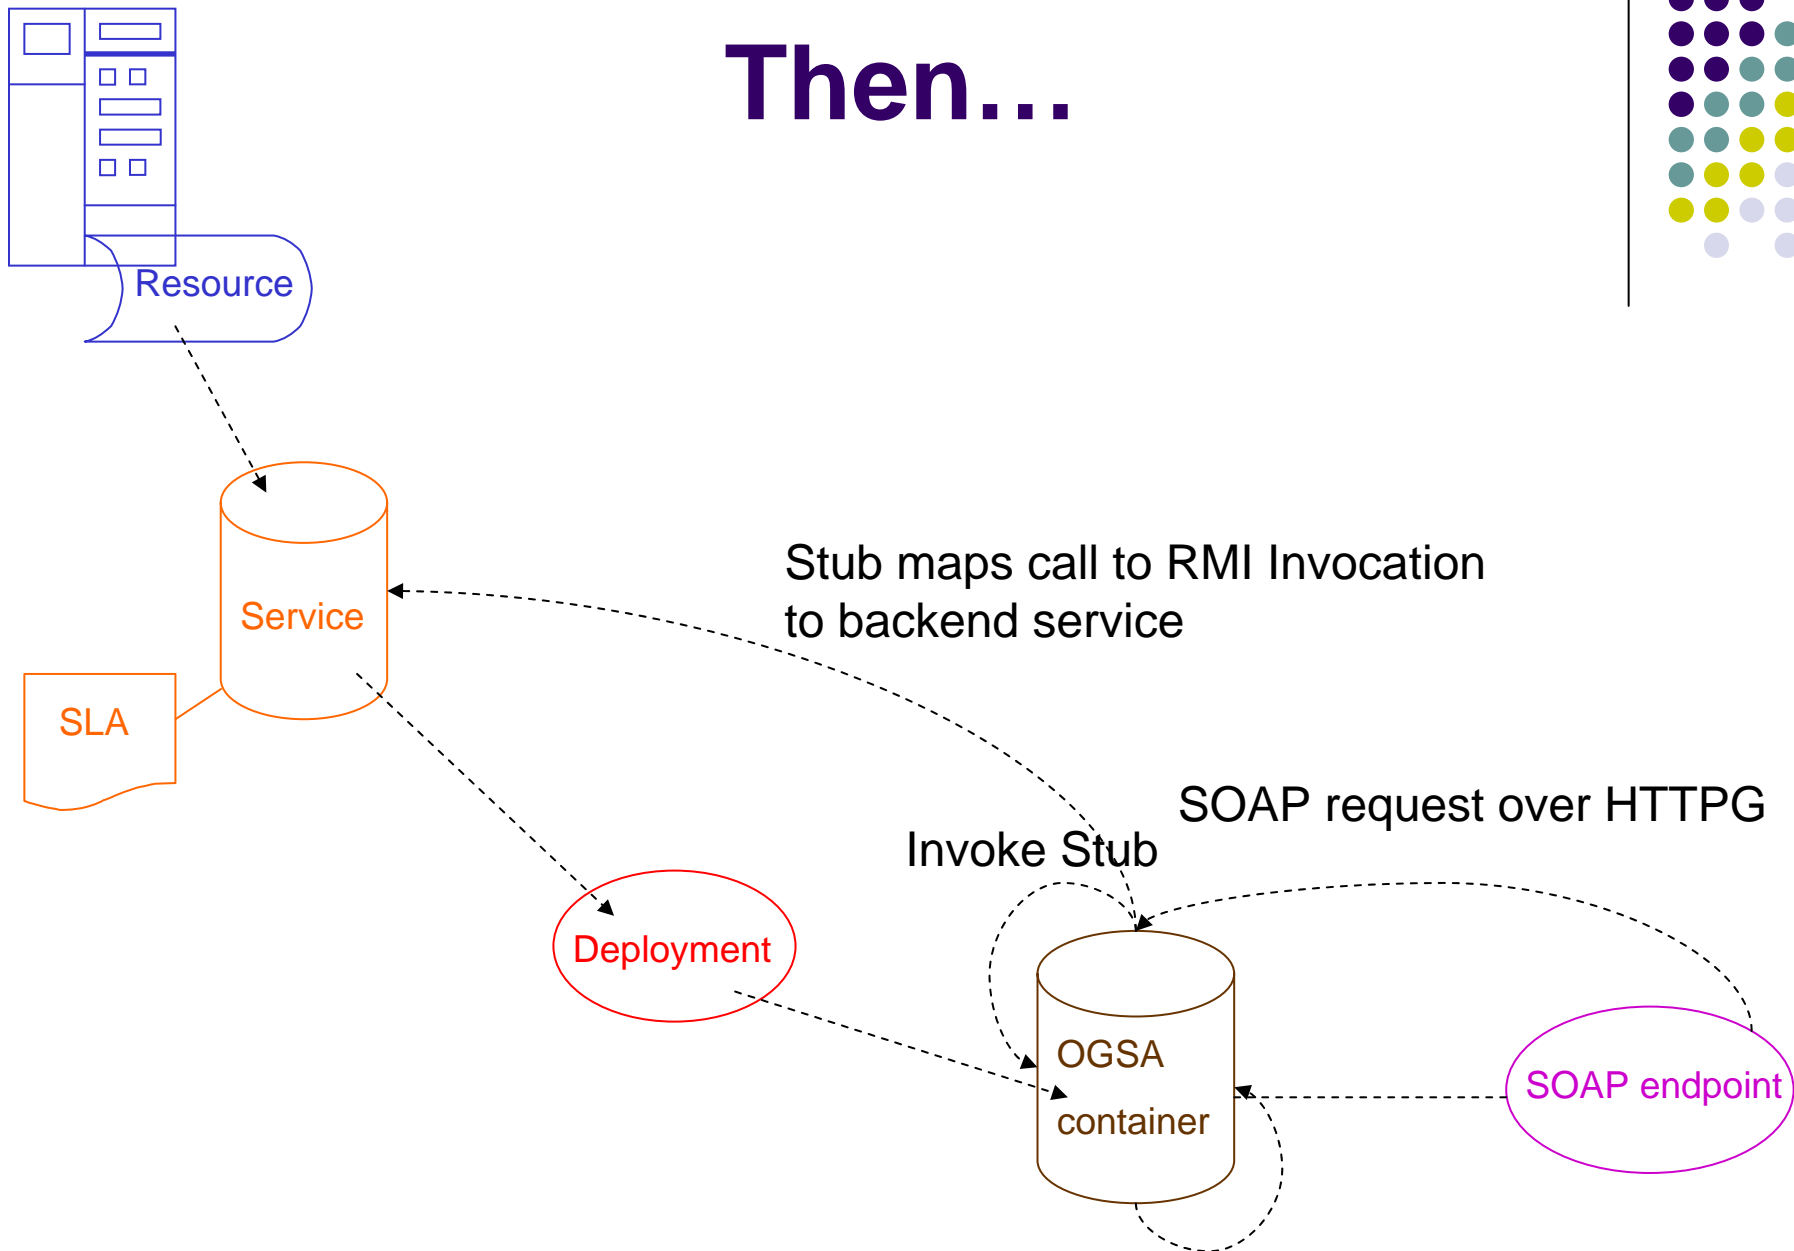 Then…
Resource
Stub maps call to RMI Invocation
to backend service
Service
SLA
SOAP request over HTTPG
Invoke Stub
Deployment
OGSA
container
SOAP endpoint